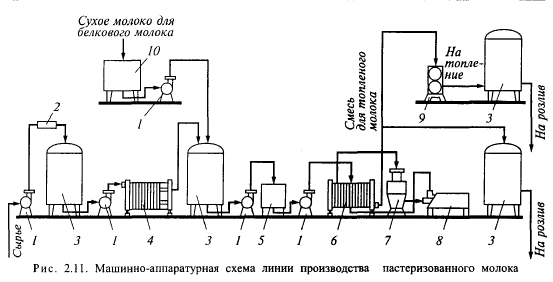 Сухое молоко для
белкового молока
10
1
2
Смесь
для топленого
молока
На
топле-
ние
9
3
На розлив
Сырье
1
3
1
4
3
1
5
1
6
7
8
3
На розлив
Рис. 2.11. Машинно-аппаратурная схема линии производства пастеризованного молока